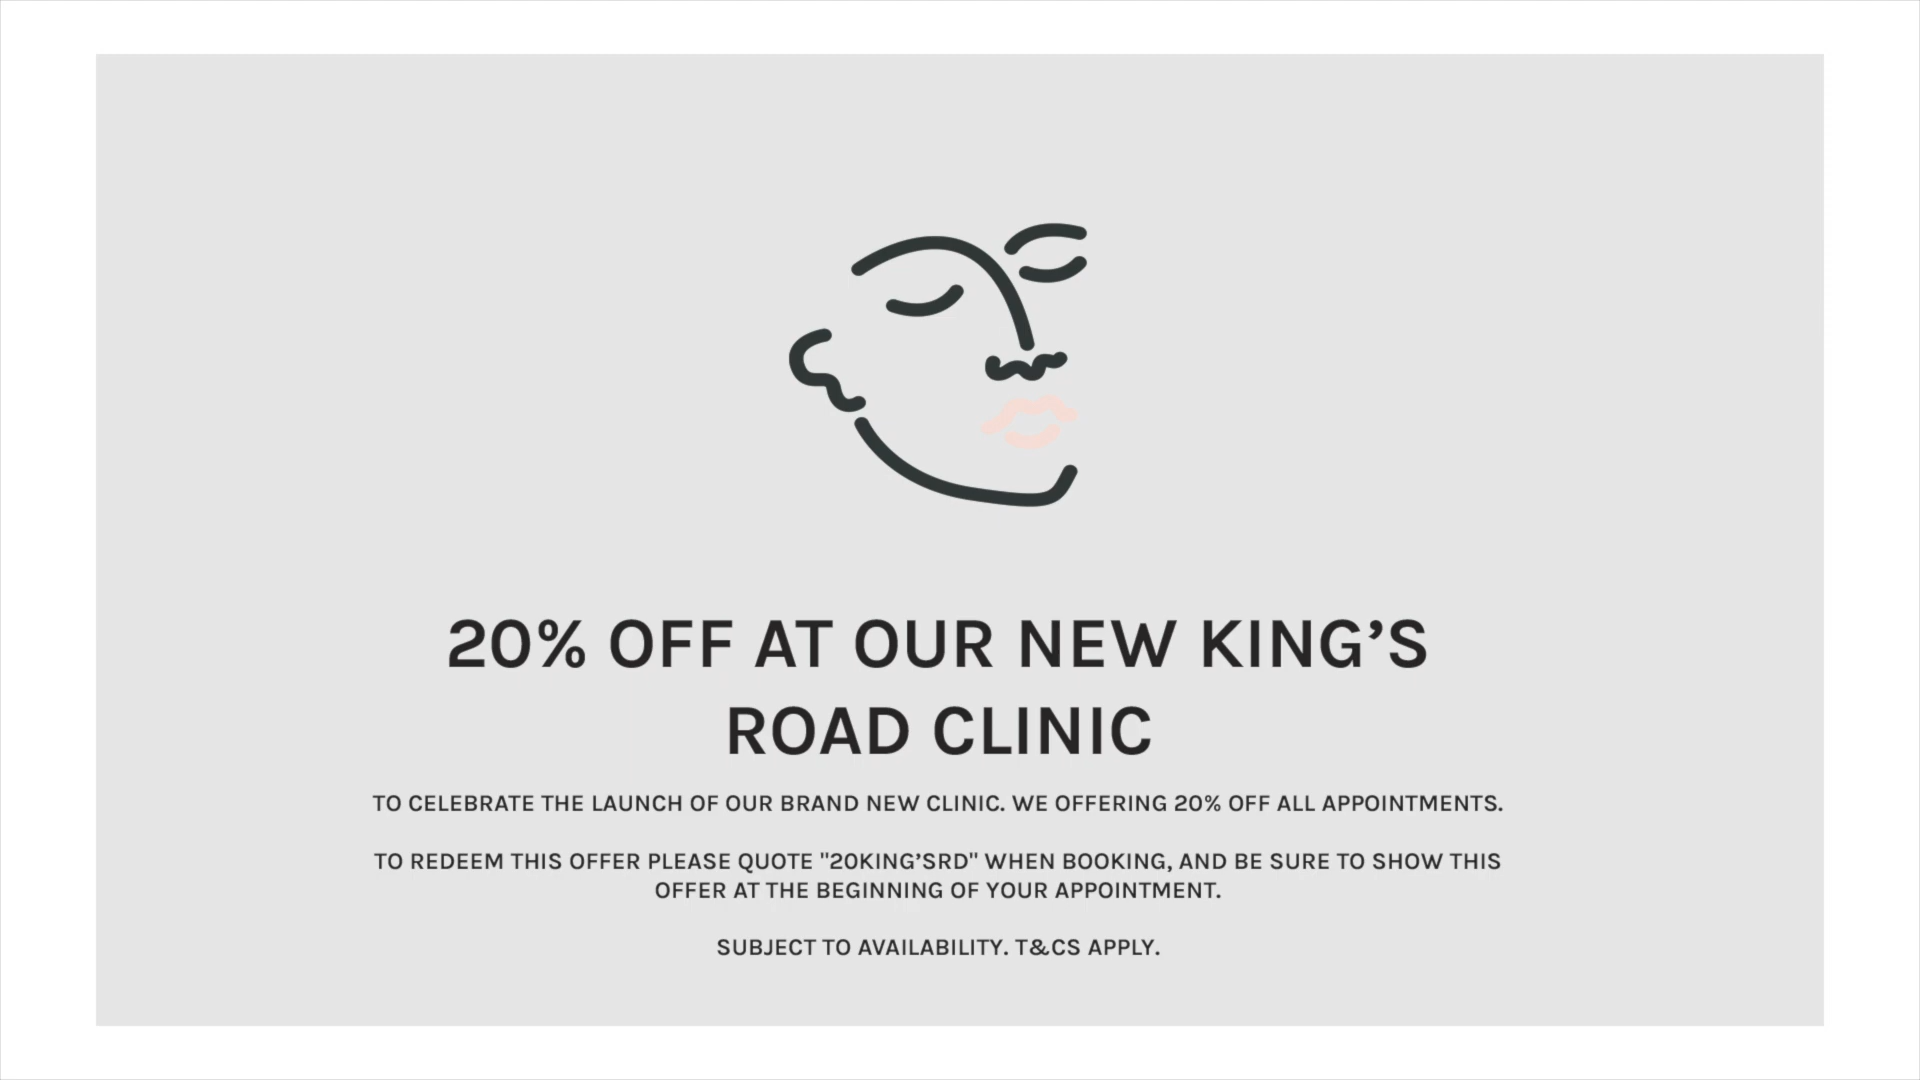 20% OFF AT OUR NEW KING’S
ROAD CLINIC
TO CELEBRATE THE LAUNCH OF OUR BRAND NEW CLINIC. WE OFFERING 20% OFF ALL APPOINTMENTS.
TO REDEEM THIS OFFER PLEASE QUOTE "20KING’SRD" WHEN BOOKING, AND BE SURE TO SHOW THIS
OFFER AT THE BEGINNING OF YOUR APPOINTMENT.
SUBJECT TO AVAILABILITY. T&CS APPLY.